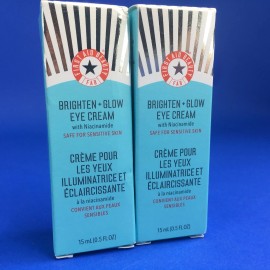 FIRST AID BEAUTY
FAB
BRIGHTEN + GLOW
EYE CREAM
with Niacinamide
SAFE FOR SENSITIVE SKIN
CRÈME POUR
LES YEUX
ILLUMINATRICE ET
ÉCLAIRCISSANTE
à la niacinamide
CONVIENT AUX PEAUX
SENSIBLES
15 ml (0.5 FL OZ)
FIRST AID BEAUTY
FAB
BRIGHTEN + GLOW
EYE CREAM
with Niacinamide
SAFE FOR SENSITIVE SKIN
CRÈME POUR
LES YEUX
ILLUMINATRICE ET
ÉCLAIRCISSANTE
à la niacinamide
CONVIENT AUX PEAUX
SENSIBLES
15 ml (0.5 FL OZ)